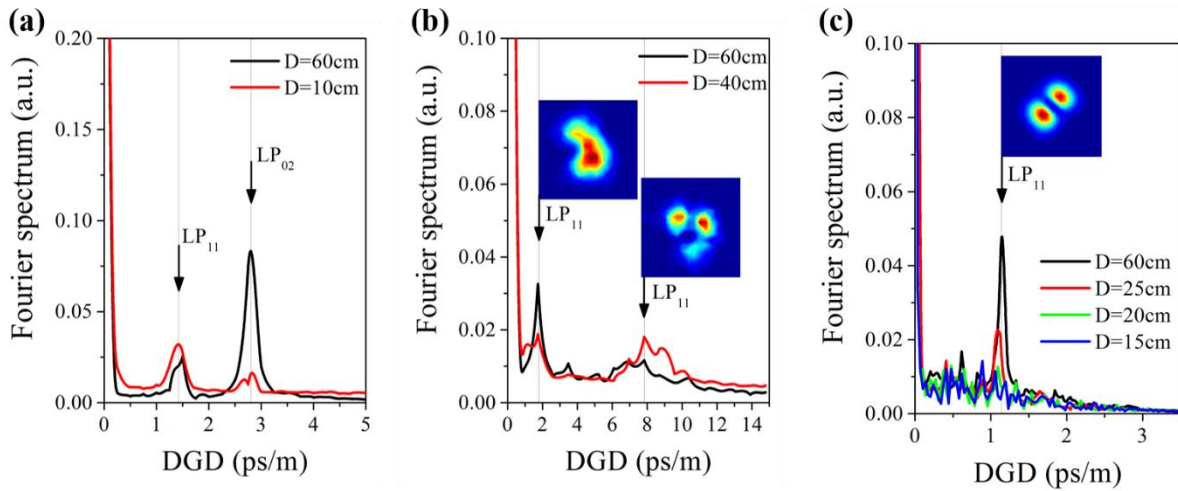 (a)
Fourier spectrum (a.u.)
0.20
0.15
0.10
0.05
0.00
D=60cm
D=10cm
LP02
LP11
0 1 2 3 4 5
DGD (ps/m)
(b)
Fourier spectrum (a.u.)
0.10
0.08
0.06
0.04
0.02
0.00
D=60cm
D=40cm
LP11
LP11
0 2 4 6 8 10 12 14
DGD (ps/m)
(c)
Fourier spectrum (a.u.)
0.10
0.08
0.06
0.04
0.02
0.00
LP11
D=60cm
D=25cm
D=20cm
D=15cm
0 1 2 3
DGD (ps/m)